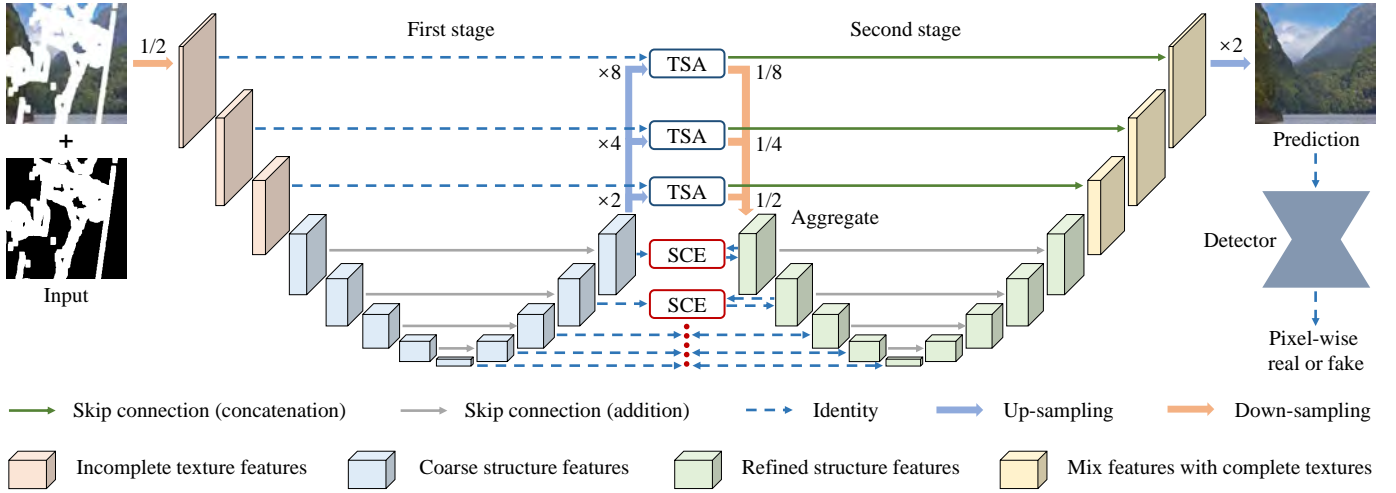 First stage
Second stage
1/2
+
Input
×8
TSA
1/8
×4
TSA
1/4
×2
TSA
1/2
Aggregate
SCE
SCE
×2
Prediction
Detector
Pixel-wise
real or fake
Skip connection (concatenation)
Skip connection (addition)
Identity
Up-sampling
Down-sampling
Incomplete texture features
Coarse structure features
Refined structure features
Mix features with complete textures